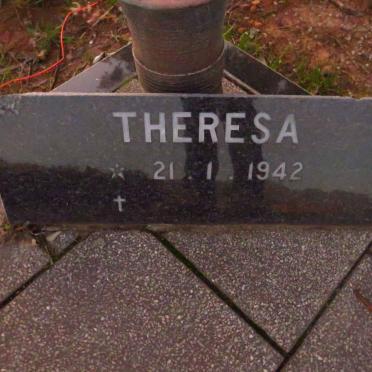 THERESA
* 21.1.1942
†